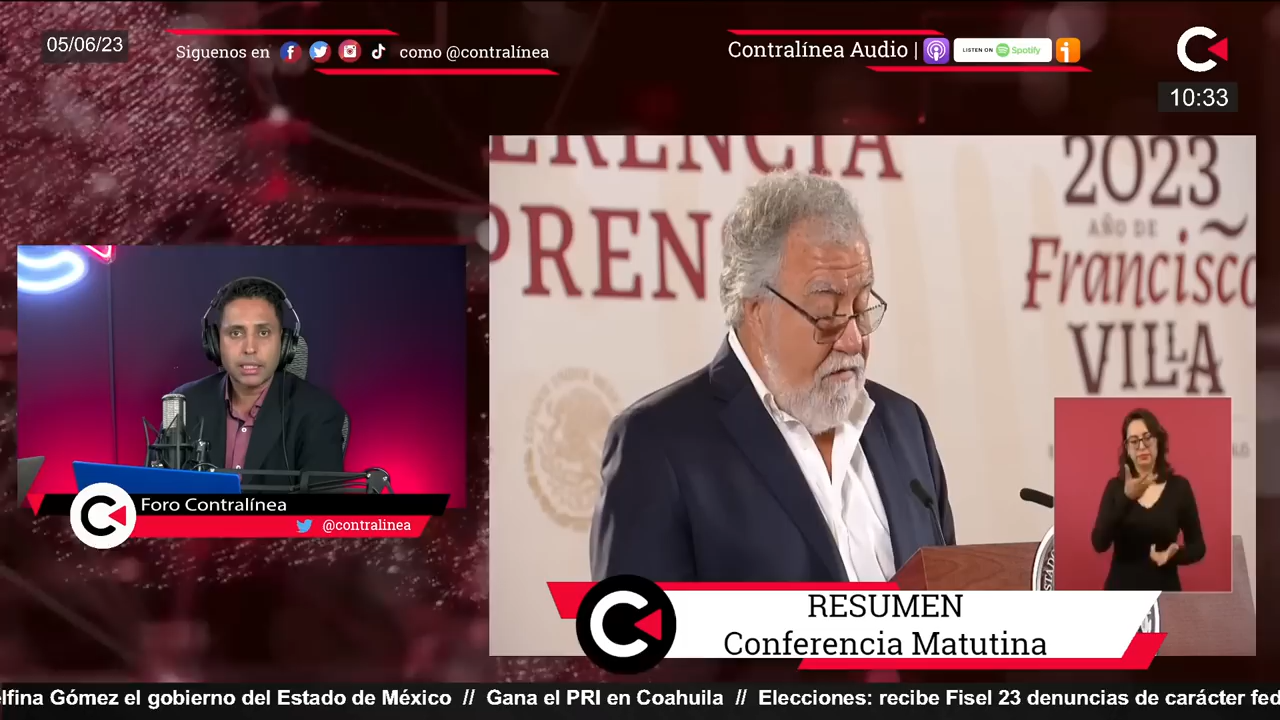 05/06/23
Siguenos en
como @contralínea
Contralínea Audio |
LISTEN ON Spotify
10:33
ERENCIA
PREN
2023
AÑO DE
Francisco
VILLA
Foro Contralínea
@contralinea
RESUMEN
Conferencia Matutina
elfina Gómez el gobierno del Estado de México // Gana el PRI en Coahuila // Elecciones: recibe Fisel 23 denuncias de carácter fed